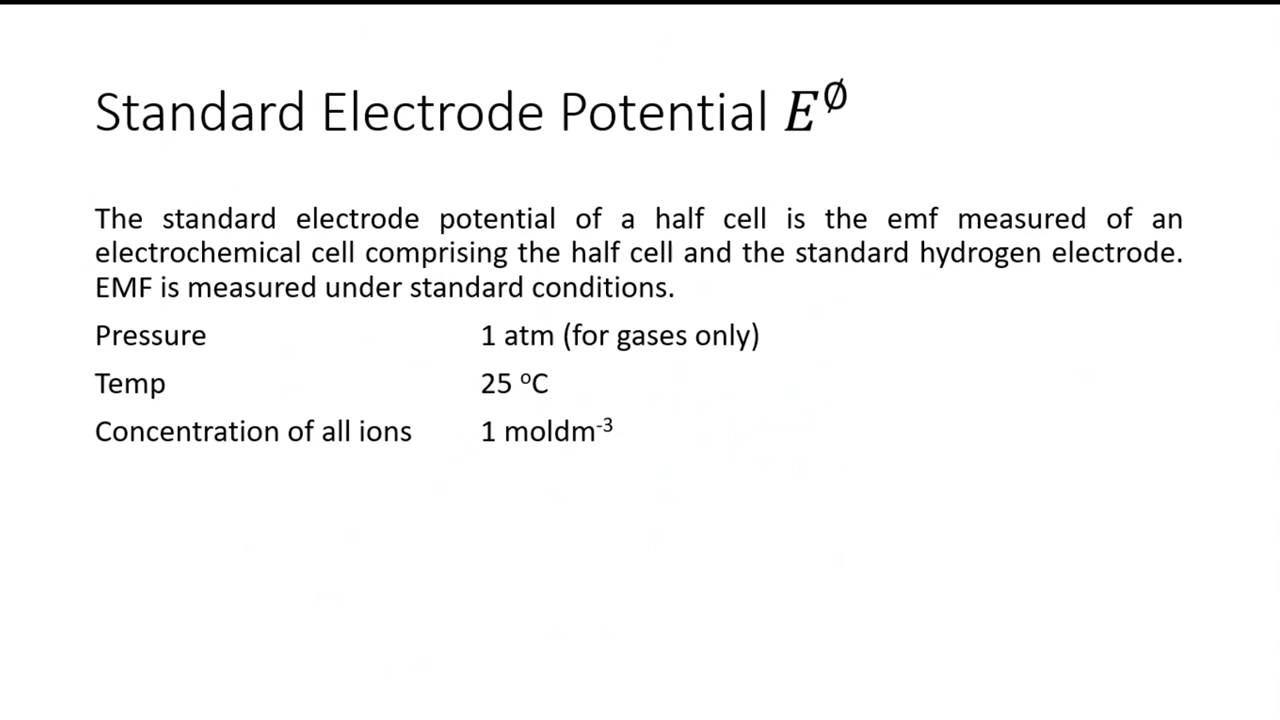 Standard Electrode Potential E^∅
The standard electrode potential of a half cell is the emf measured of an
electrochemical cell comprising the half cell and the standard hydrogen electrode.
EMF is measured under standard conditions.
Pressure 1 atm (for gases only)
Temp 25 ᵒC
Concentration of all ions 1 moldm⁻³